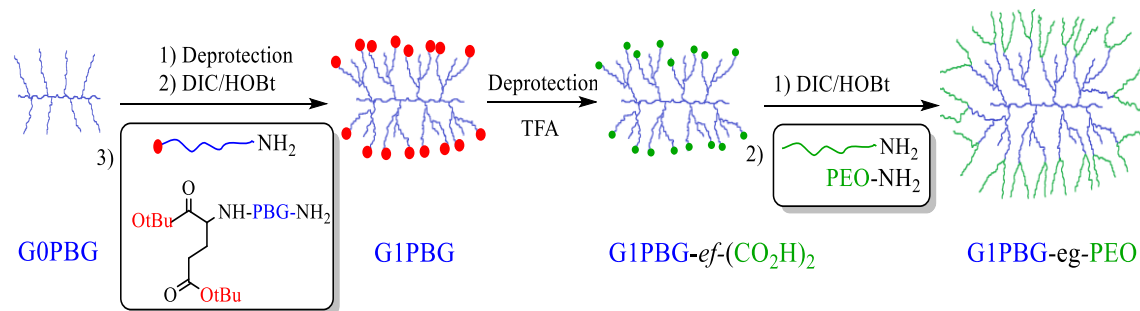 1) Deprotection
2) DIC/HOBt
3)
NH2
O
OtBu
NH-PBG-NH2
O
OtBu
Deprotection
TFA
1) DIC/HOBt
2)
NH2
PEO-NH2
G0PBG
G1PBG
G1PBG-ef-(CO2H)2
G1PBG-eg-PEO